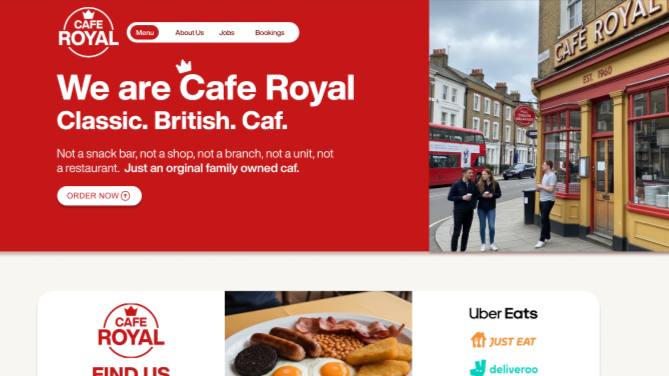 CAFE
ROYAL
Menu
About Us
Jobs
Bookings
We are Cafe Royal
Classic. British. Caf.
Not a snack bar, not a shop, not a branch, not a unit, not
a restaurant. Just an orginal family owned caf.
ORDER NOW
CAFE ROYAL
EST. 1960
CAFE
ROYAL
FIND US
Uber Eats
JUST EAT
deliveroo